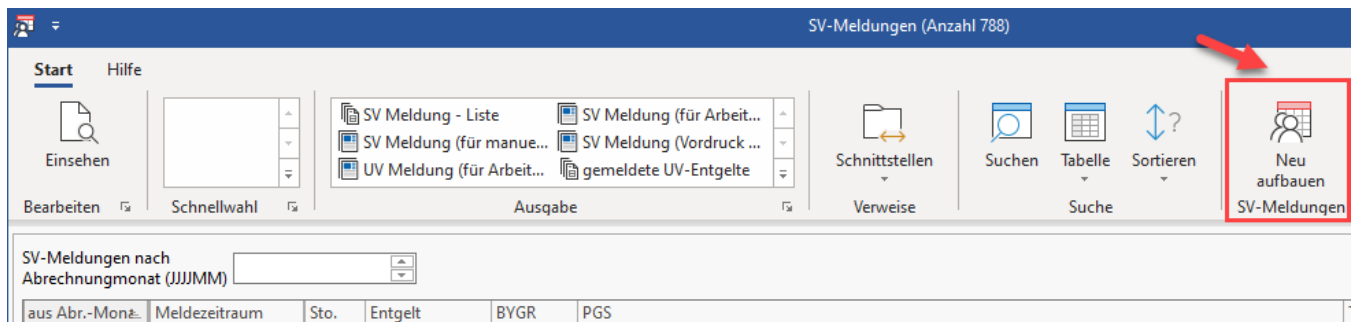 SV-Meldungen (Anzahl 788)
Start Hilfe
Einsehen
SV Meldung - Liste
SV Meldung (für Arbeit...
SV Meldung (für manue...
SV Meldung (Vordruck ...
UV Meldung (für Arbeit...
gemeldete UV-Entgelte
Schnittstellen
Suchen
Tabelle
Sortieren
Neu
aufbauen
Bearbeiten
Schnellwahl
Ausgabe
Verweise
Suche
SV-Meldungen
SV-Meldungen nach
Abrechnungmonat (JJJJMM)
aus Abr.-Mona. Meldezeitraum Sto. Entgelt BYGR PGS